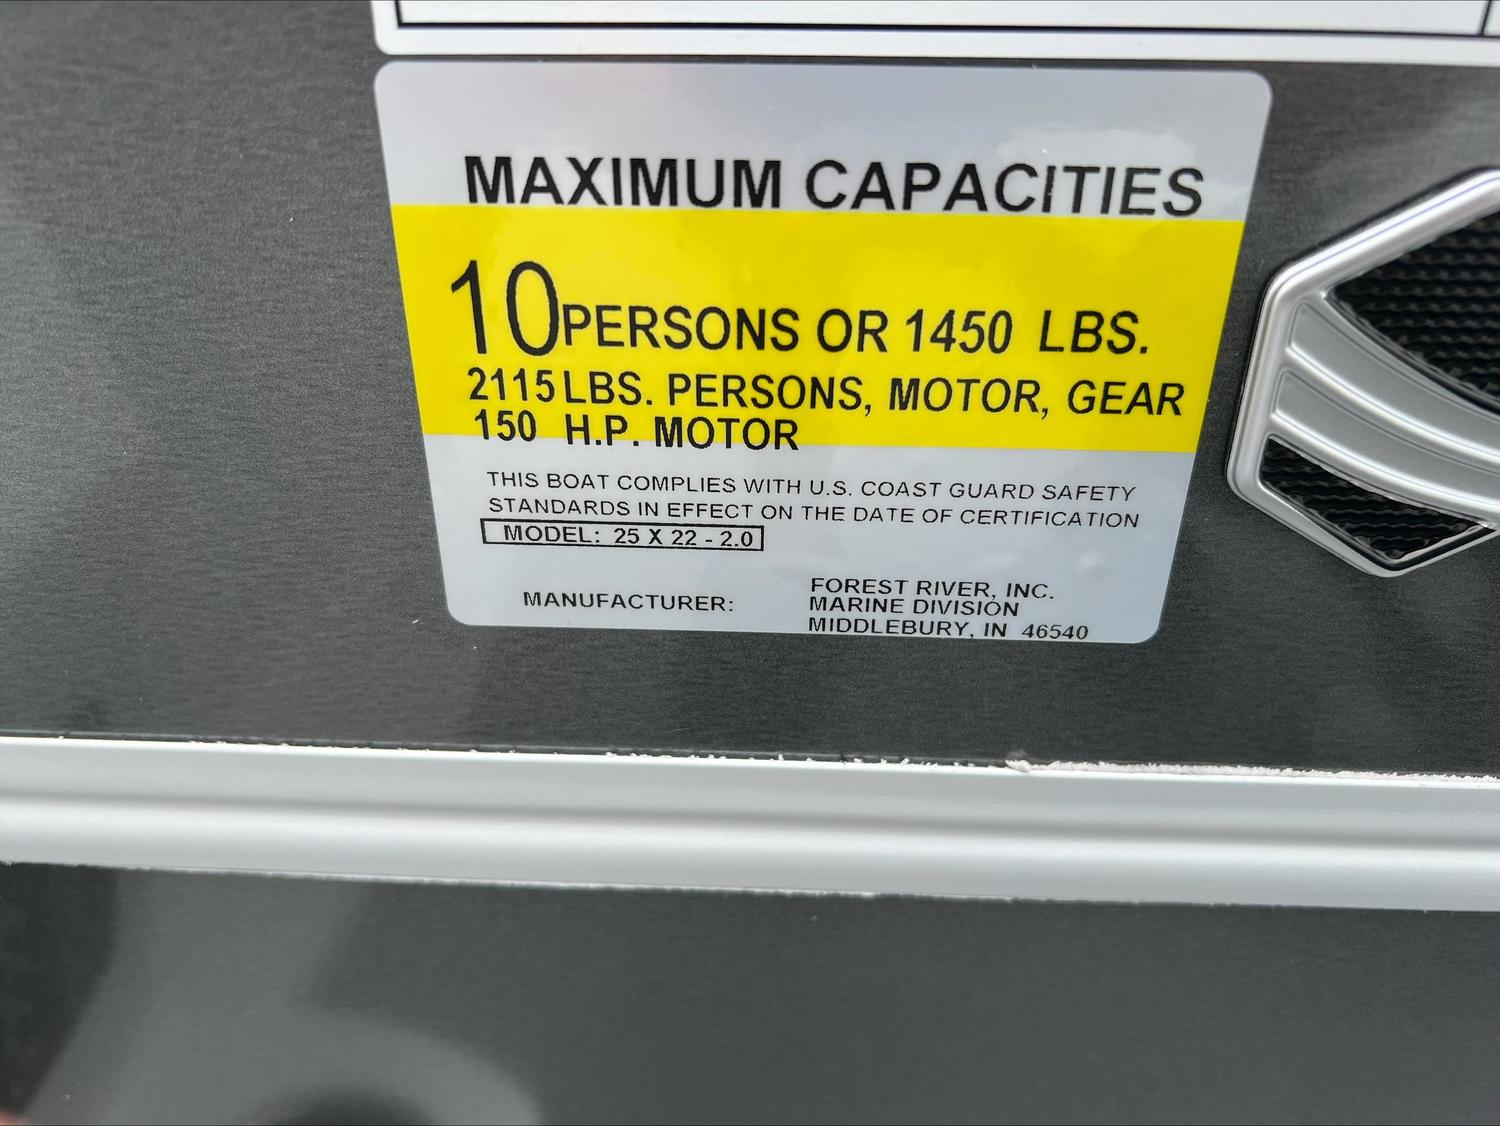 MAXIMUM CAPACITIES
10 PERSONS OR 1450 LBS.
2115 LBS. PERSONS, MOTOR, GEAR
150 H.P. MOTOR
THIS BOAT COMPLIES WITH U.S. COAST GUARD SAFETY
STANDARDS IN EFFECT ON THE DATE OF CERTIFICATION
MODEL: 25 X 22 - 2.0
MANUFACTURER: FOREST RIVER, INC.
MARINE DIVISION
MIDDLEBURY, IN 46540